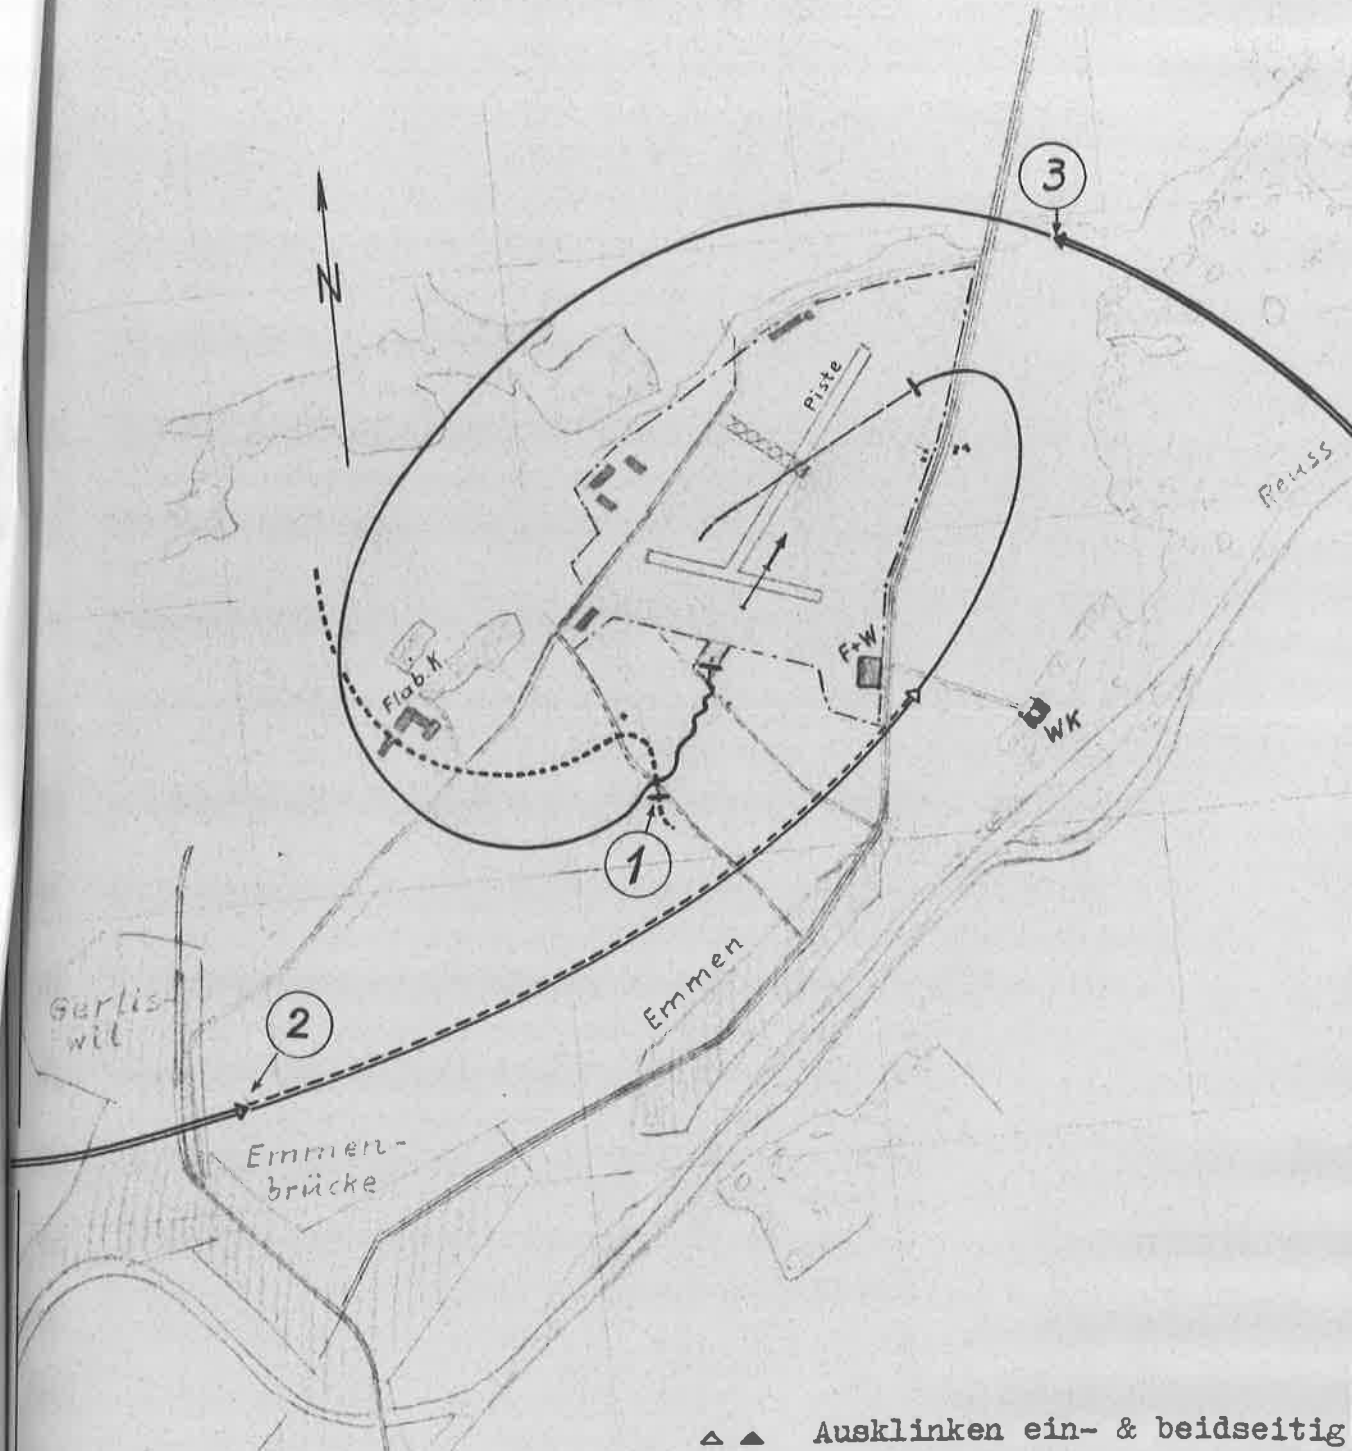 3
N
Piste
Reuss
F+W
Flab.K
WK
1
Emmen
Gerlis-
wil
2
Emmen-
brücke
Ausklinken ein- & beidseitig